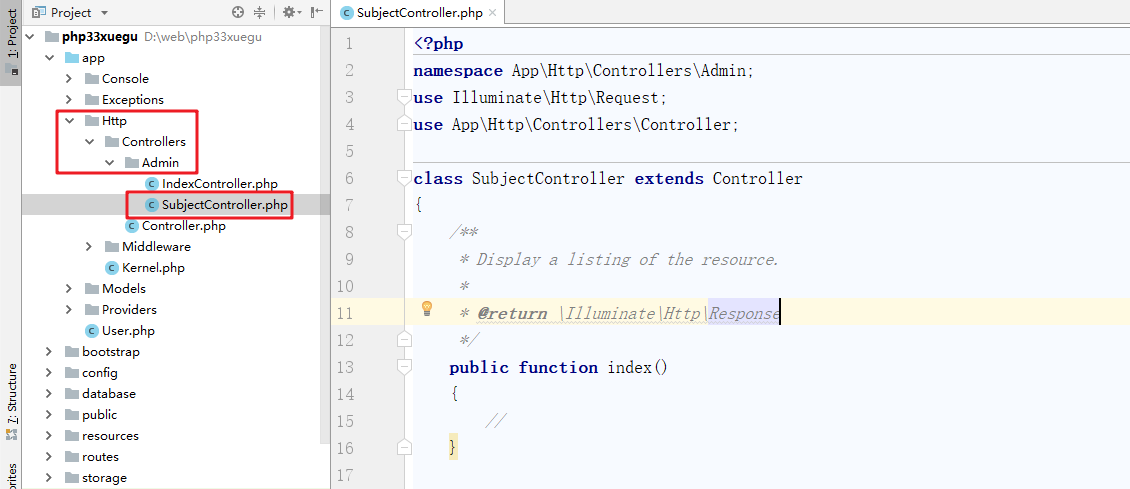 1: Project
7: Structure
orites
Project
php33xuegu D:\web\php33xuegu
app
Console
Exceptions
Http
Controllers
Admin
IndexController.php
SubjectController.php
Controller.php
Middleware
Kernel.php
Models
Providers
User.php
bootstrap
config
database
public
resources
routes
storage
SubjectController.php
1 <?php
2 namespace App\Http\Controllers\Admin;
3 use Illuminate\Http\Request;
4 use App\Http\Controllers\Controller;
5
6 class SubjectController extends Controller
7 {
8 /**
9 * Display a listing of the resource.
10 *
11 * @return \Illuminate\Http\Response
12 */
13 public function index()
14 {
15 //
16 }
17